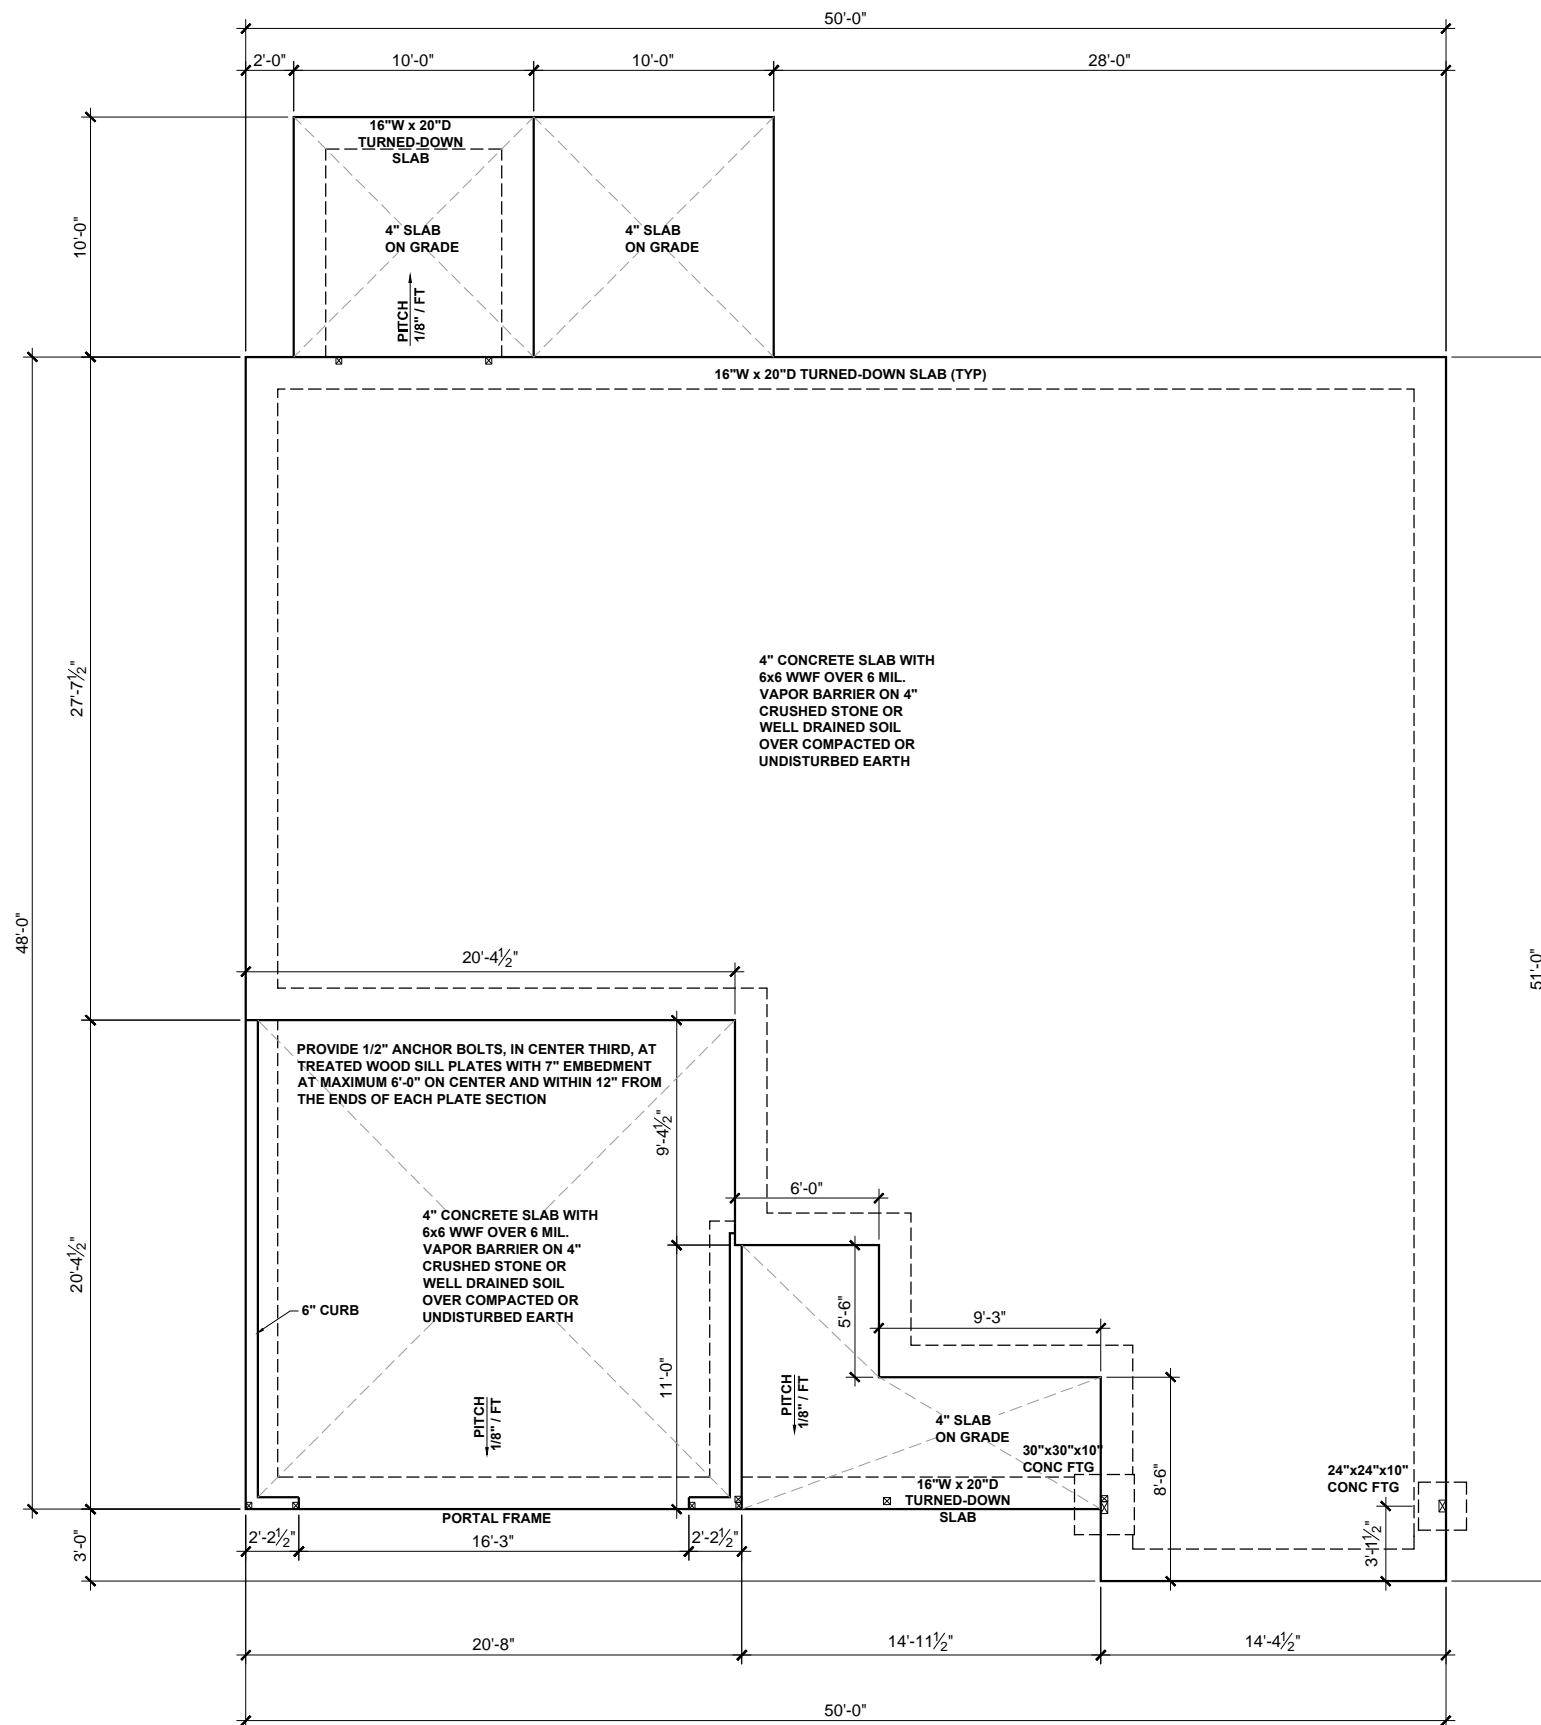 50'-0"
2'-0"
10'-0"
10'-0"
28'-0"
16"W x 20"D
TURNED-DOWN
SLAB
10'-0"
4" SLAB
ON GRADE
4" SLAB
ON GRADE
PITCH
1/8" / FT
16"W x 20"D TURNED-DOWN SLAB (TYP)
27'-7½"
4" CONCRETE SLAB WITH
6x6 WWF OVER 6 MIL.
VAPOR BARRIER ON 4"
CRUSHED STONE OR
WELL DRAINED SOIL
OVER COMPACTED OR
UNDISTURBED EARTH
48'-0"
51'-0"
20'-4½"
PROVIDE 1/2" ANCHOR BOLTS, IN CENTER THIRD, AT
TREATED WOOD SILL PLATES WITH 7" EMBEDMENT
AT MAXIMUM 6'-0" ON CENTER AND WITHIN 12" FROM
THE ENDS OF EACH PLATE SECTION
9'-4½"
6'-0"
4" CONCRETE SLAB WITH
6x6 WWF OVER 6 MIL.
VAPOR BARRIER ON 4"
CRUSHED STONE OR
WELL DRAINED SOIL
OVER COMPACTED OR
UNDISTURBED EARTH
20'-4½"
6" CURB
5'-6"
9'-3"
11'-0"
PITCH
1/8" / FT
PITCH
1/8" / FT
4" SLAB
ON GRADE
30"x30"x10"
CONC FTG
24"x24"x10"
CONC FTG
8'-6"
16"W x 20"D
TURNED-DOWN
SLAB
PORTAL FRAME
3'-0"
2'-2½"
16'-3"
2'-2½"
3'-1½"
20'-8"
14'-11½"
14'-4½"
50'-0"